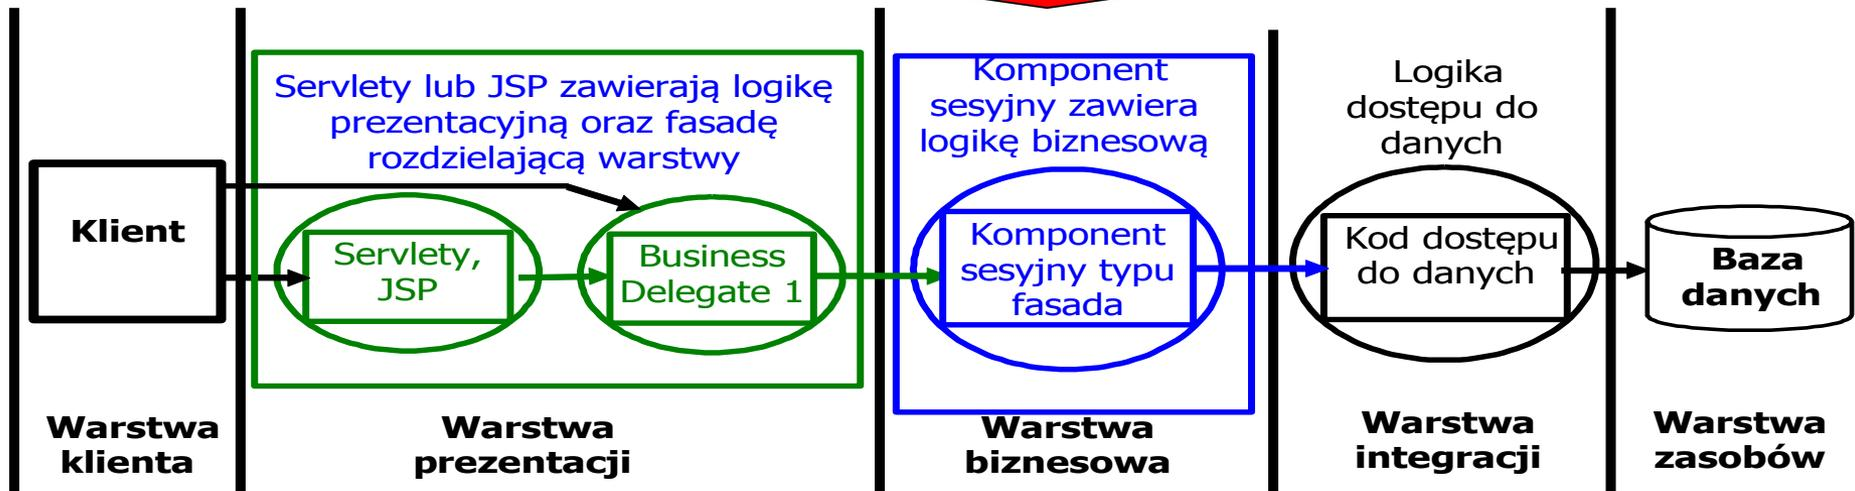 Servlety lub JSP zawierają logikę
prezentacyjną oraz fasadę
rozdzielającą warstwy
Komponent
sesyjny zawiera
logikę biznesową
Logika
dostępu do
danych
Klient
Servlety,
JSP
Business
Delegate 1
Komponent
sesyjny typu
fasada
Kod dostępu
do danych
Baza
danych
Warstwa
klienta
Warstwa
prezentacji
Warstwa
biznesowa
Warstwa
integracji
Warstwa
zasobów